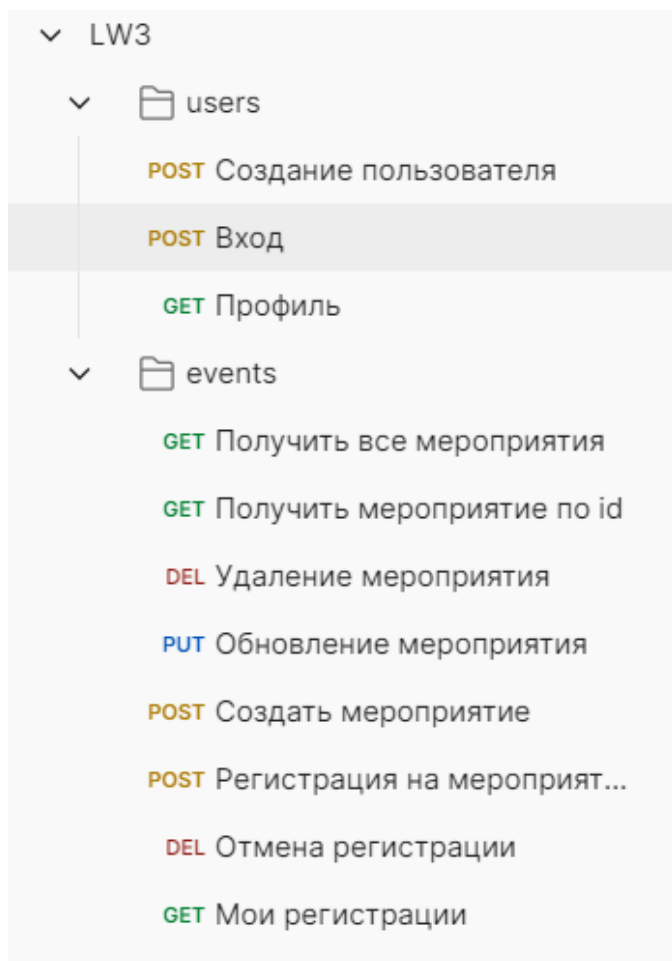 LW3
users
POST Создание пользователя
POST Вход
GET Профиль
events
GET Получить все мероприятия
GET Получить мероприятие по id
DEL Удаление мероприятия
PUT Обновление мероприятия
POST Создать мероприятие
POST Регистрация на мероприят...
DEL Отмена регистрации
GET Мои регистрации